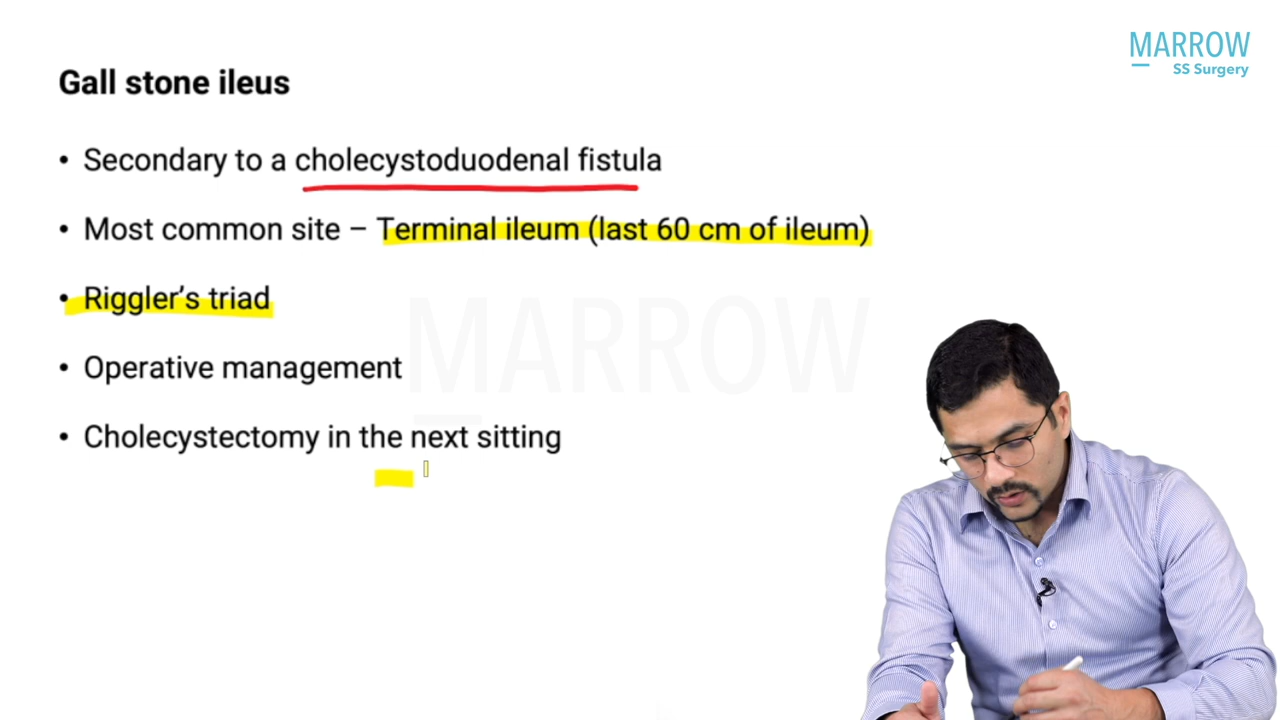 MARROW
SS Surgery
Gall stone ileus
• Secondary to a cholecystoduodenal fistula
• Most common site – Terminal ileum (last 60 cm of ileum)
• Riggler’s triad
MARROW
• Operative management
• Cholecystectomy in the next sitting